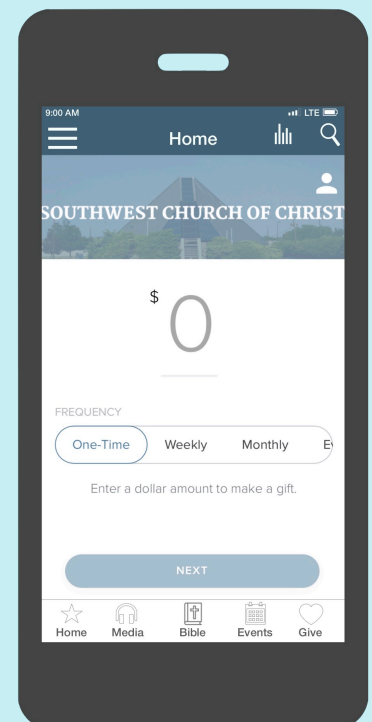 9:00 AM LTE
Home
SOUTHWEST CHURCH OF CHRIST
$ 0
FREQUENCY
One-Time Weekly Monthly
Enter a dollar amount to make a gift.
NEXT
Home Media Bible Events Give